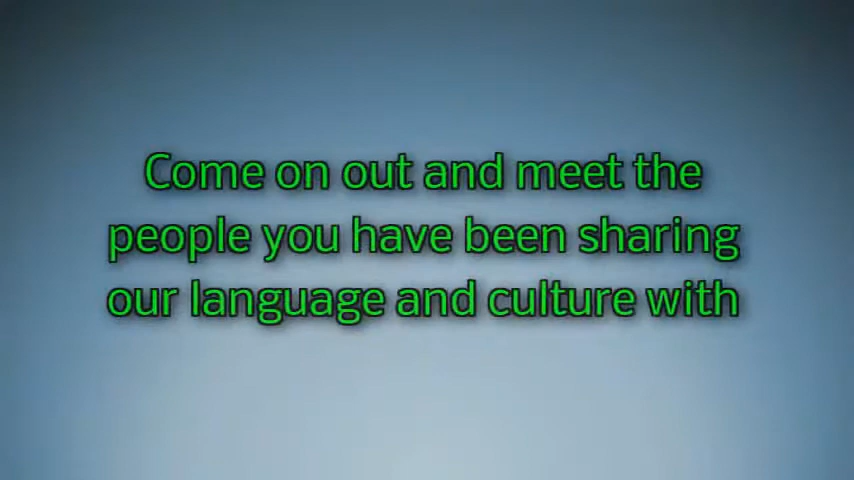 Come on out and meet the
people you have been sharing
our language and culture with